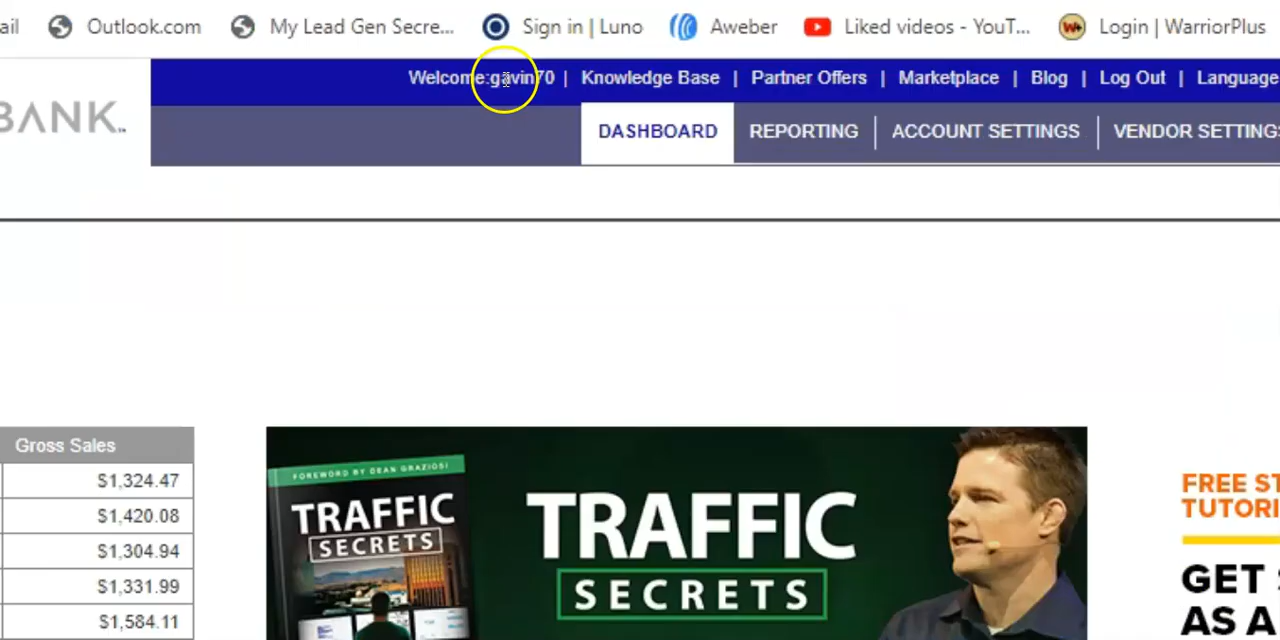 ail Outlook.com My Lead Gen Secre... Sign in | Luno Aweber Liked videos - YouT... Login | WarriorPlus
Welcome:gavin70 | Knowledge Base | Partner Offers | Marketplace | Blog | Log Out | Language
BANK™
DASHBOARD REPORTING ACCOUNT SETTINGS VENDOR SETTINGS
Gross Sales
$1,324.47
$1,420.08
$1,304.94
$1,331.99
$1,584.11
FOREWORD BY DEAN GRAZIOSI
TRAFFIC
SECRETS
TRAFFIC
SECRETS
FREE ST
TUTORI
GET S
AS A